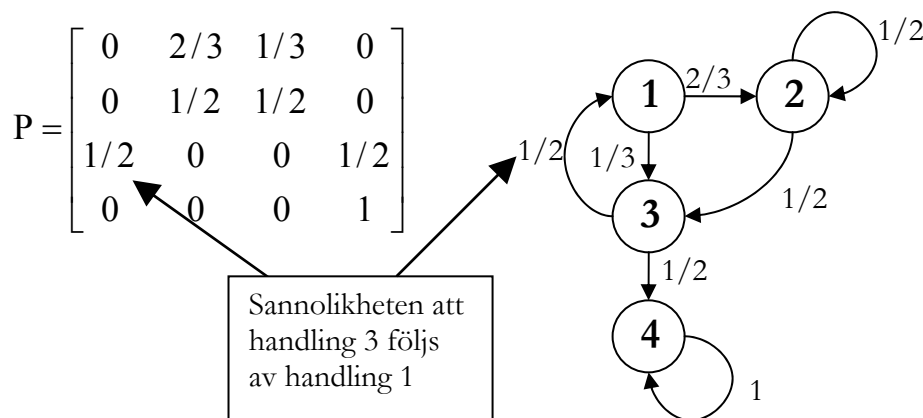 P = [ 0 2/3 1/3 0
0 1/2 1/2 0
1/2 0 0 1/2
0 0 0 1 ]
1/2
1 2/3 2
1/2 1/3
1/2
3
1/2
4
1
Sannolikheten att
handling 3 följs
av handling 1